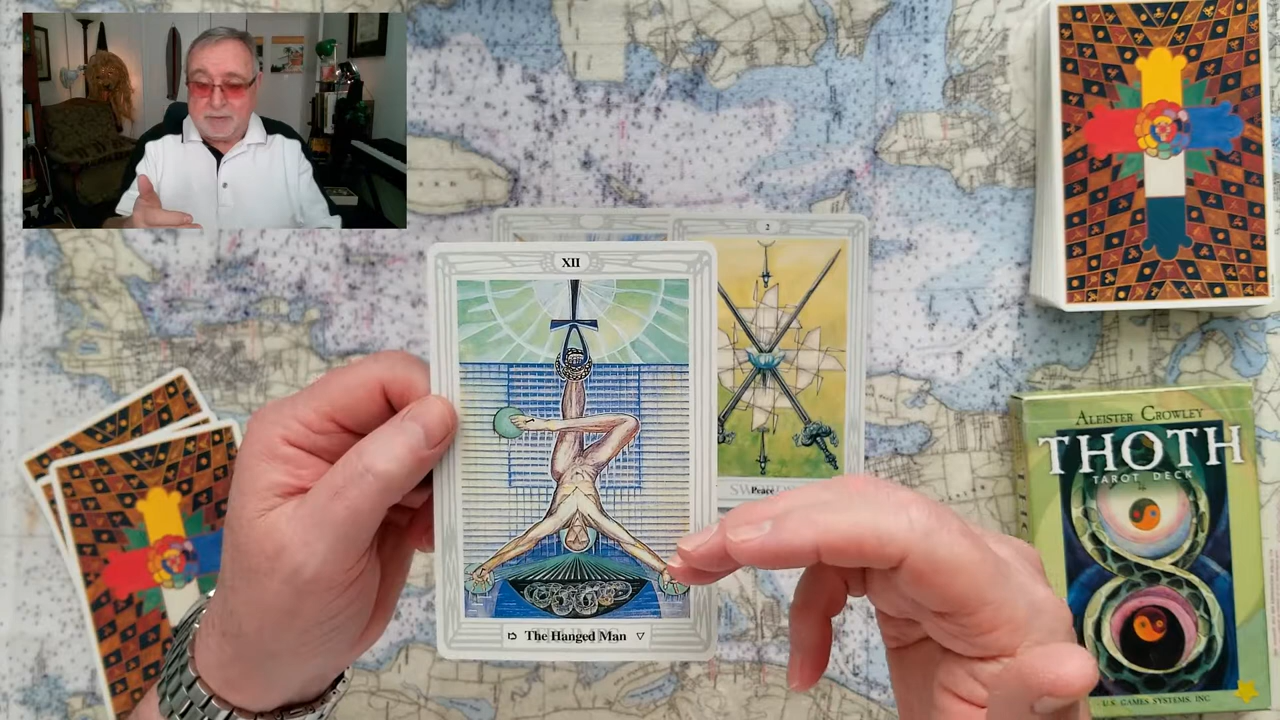 2
XII
Peace
The Hanged Man
ALEISTER CROWLEY
THOTH
TAROT DECK
U.S. GAMES SYSTEMS, INC